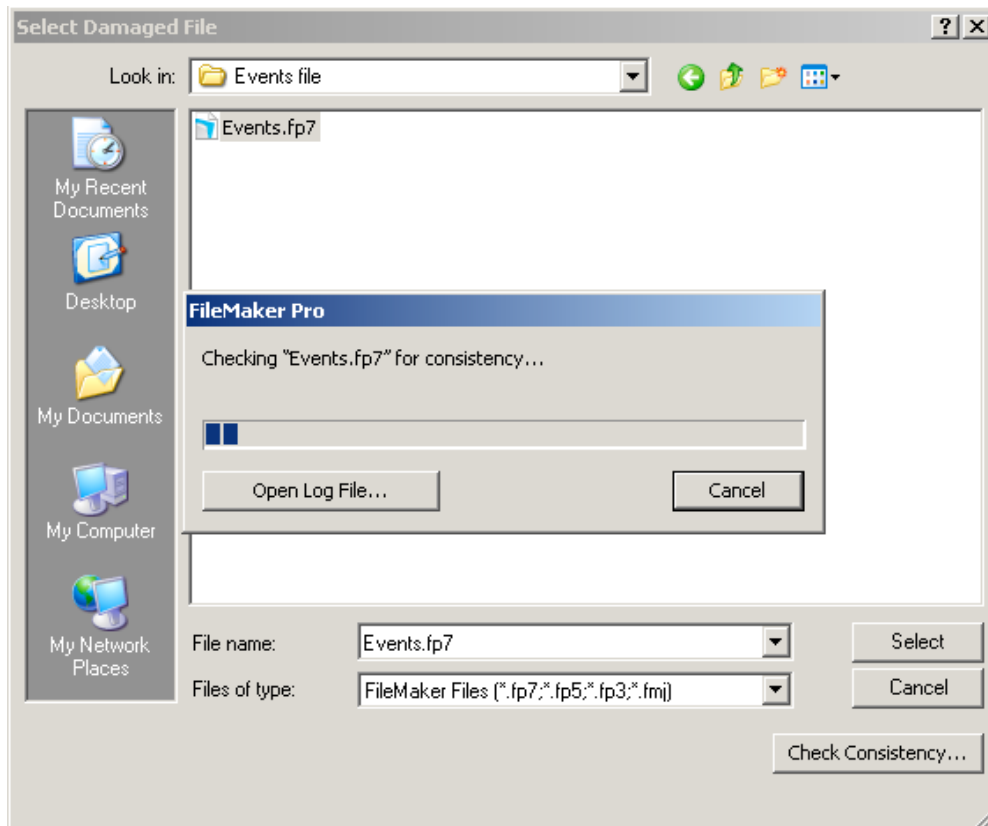 Select Damaged File
Look in:
Events file
Events.fp7
My Recent
Documents
Desktop
My Documents
My Computer
My Network
Places
FileMaker Pro
Checking "Events.fp7" for consistency...
Open Log File...
Cancel
File name:
Events.fp7
Select
Files of type:
FileMaker Files (*.fp7;*.fp5;*.fp3;*.fmj)
Cancel
Check Consistency...